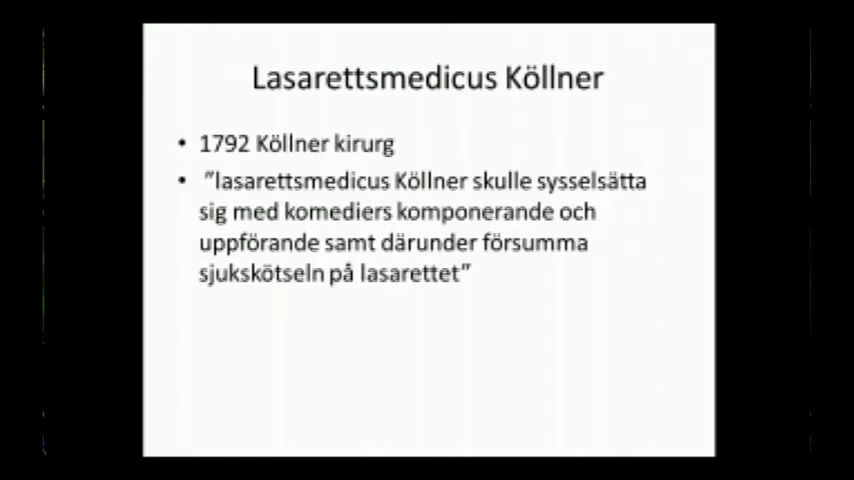 Lasarettsmedicus Köllner
• 1792 Köllner kirurg
• ”lasarettsmedicus Köllner skulle sysselsätta
sig med komediers komponerande och
uppförande samt därunder försumma
sjukskötseln på lasarettet”